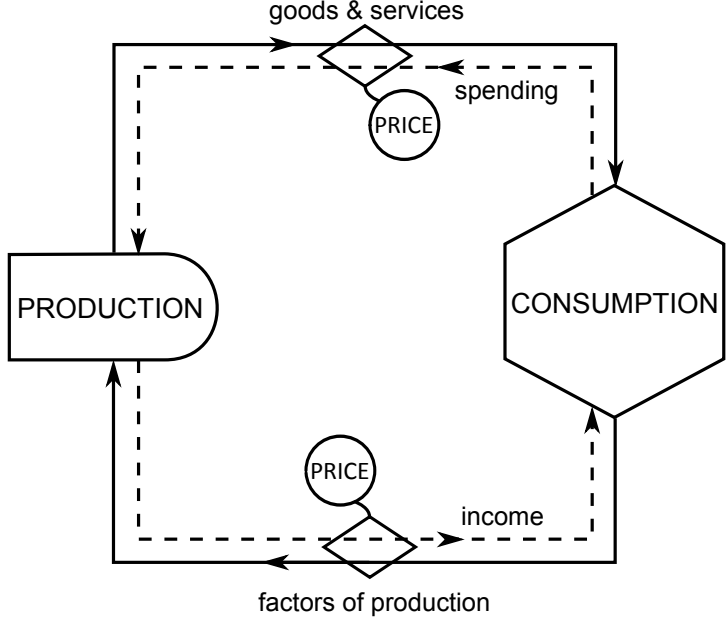 goods & services
spending
PRICE
PRODUCTION
CONSUMPTION
PRICE
income
factors of production